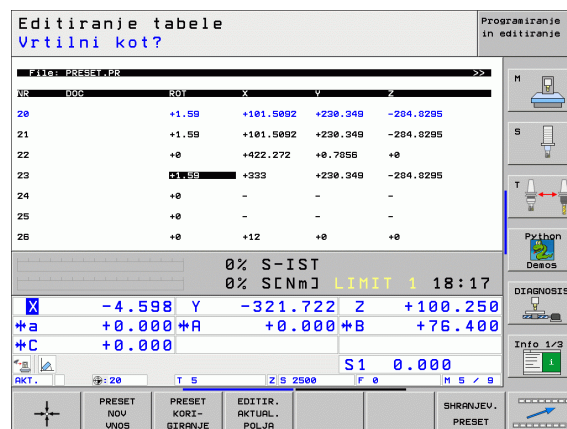 Editiranje tabele
Vrtilni kot?
Programiranje
in editiranje
File: PRESET.PR >>
NR DOC ROT X Y Z
20 +1.59 +101.5092 +230.349 -284.8295
21 +1.59 +101.5092 +230.349 -284.8295
22 +0 +422.272 +0.7856 +0
23 +1.59 +333 +230.349 -284.8295
24 +0 - - -
25 +0 - - -
26 +0 +12 +0 +0
0% S-IST
0% S[Nm] LIMIT 1 18:17
X -4.598 Y -321.722 Z +100.250
a +0.000 A +0.000 B +76.400
C +0.000
S1 0.000
AKT. :20 T 5 Z S 2500 F 0 M 5 / 9
M
S
T
Python
Demos
DIAGNOSIS
Info 1/3
i
PRESET
NOV
VNOS
PRESET
KORI-
GIRANJE
EDITIR.
AKTUAL.
POLJA
SHRANJEV.
PRESET